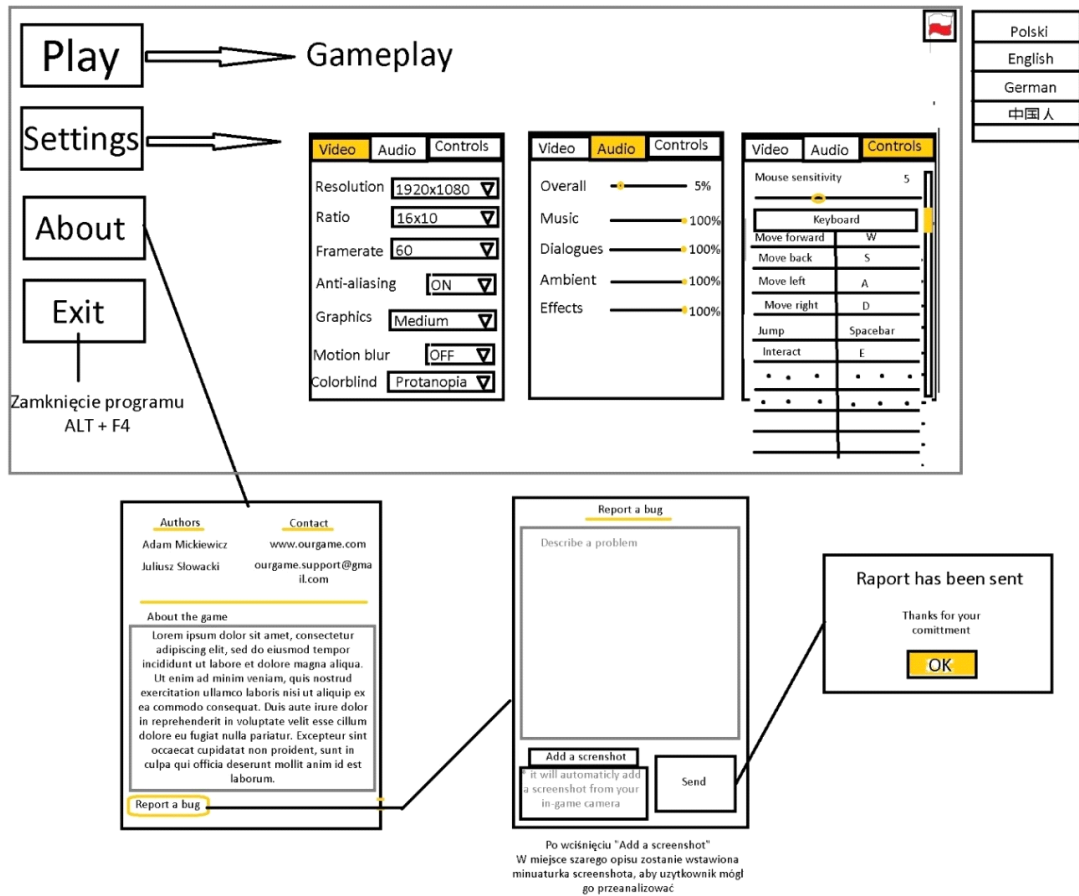 Play
Gameplay
Polski
English
German
中国人
Settings
Video Audio Controls
Resolution 1920x1080
Ratio 16x10
Framerate 60
Anti-aliasing ON
Graphics Medium
Motion blur OFF
Colorblind Protanopia
Video Audio Controls
Overall 5%
Music 100%
Dialogues 100%
Ambient 100%
Effects 100%
Video Audio Controls
Mouse sensitivity 5
Keyboard
Move forward W
Move back S
Move left A
Move right D
Jump Spacebar
Interact E
About
Exit
Zamknięcie programu
ALT + F4
Authors Contact
Adam Mickiewicz www.ourgame.com
Juliusz Slowacki ourgame.support@gma
il.com
About the game
Lorem ipsum dolor sit amet, consectetur
adipiscing elit, sed do eiusmod tempor
incididunt ut labore et dolore magna aliqua.
Ut enim ad minim veniam, quis nostrud
exercitation ullamco laboris nisi ut aliquip ex
ea commodo consequat. Duis aute irure dolor
in reprehenderit in voluptate velit esse cillum
dolore eu fugiat nulla pariatur. Excepteur sint
occaecat cupidatat non proident, sunt in
culpa qui officia deserunt mollit anim id est
laborum.
Report a bug
Report a bug
Describe a problem
Add a screnshot
* it will automaticly add
a screenshot from your
in-game camera
Send
Po wciśnięciu "Add a screenshot"
W miejsce szarego opisu zostanie wstawiona
minuaturka screenshota, aby uzytkownik mógł
go przeanalizować
Raport has been sent
Thanks for your
comittment
OK